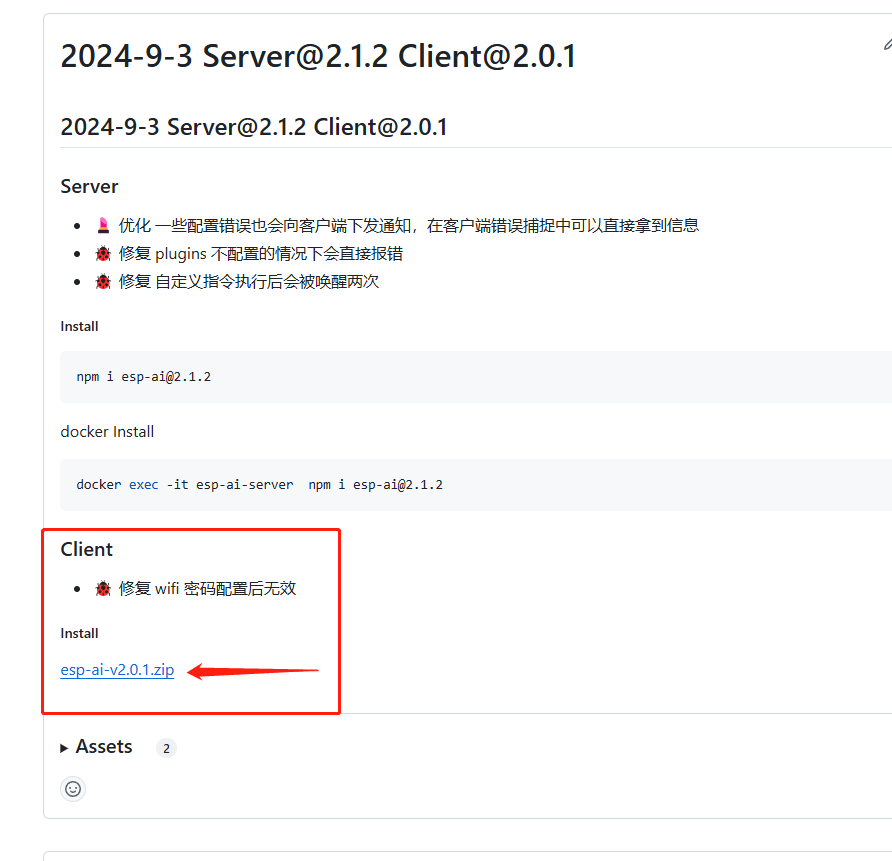 2024-9-3 Server@2.1.2 Client@2.0.1
2024-9-3 Server@2.1.2 Client@2.0.1
Server
优化 一些配置错误也会向客户端下发通知，在客户端错误捕捉中可以直接拿到信息
修复 plugins 不配置的情况下会直接报错
修复 自定义指令执行后会被唤醒两次
Install
npm i esp-ai@2.1.2
docker Install
docker exec -it esp-ai-server  npm i esp-ai@2.1.2
Client
修复 wifi 密码配置后无效
Install
esp-ai-v2.0.1.zip
Assets 2